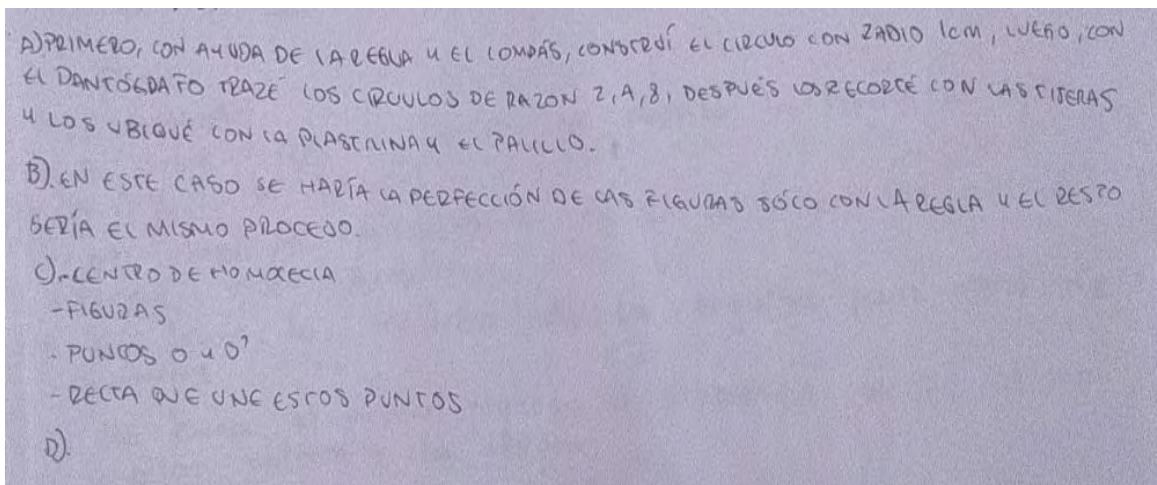 A) PRIMERO, CON AYUDA DE LA REGLA Y EL COMPÁS, CONSTRUÍ EL CIRCULO CON RADIO 1cm, LUEGO, CON
EL PANTÓGRAFO TRAZÉ LOS CIRCULOS DE RAZON 2, 4, 8, DESPUÉS LOS RECORTÉ CON LAS TIJERAS
Y LOS UBIQUÉ CON LA PLASTILINA Y EL PALILLO.
B). EN ESTE CASO SE HARÍA LA PERFECCIÓN DE LAS FIGURAS SÓLO CON LA REGLA Y EL RESTO
SERÍA EL MISMO PROCESO.
C).-CENTRO DE HOMOTECIA
-FIGURAS
- PUNTOS O y O'
- RECTA QUE UNE ESTOS PUNTOS
D).